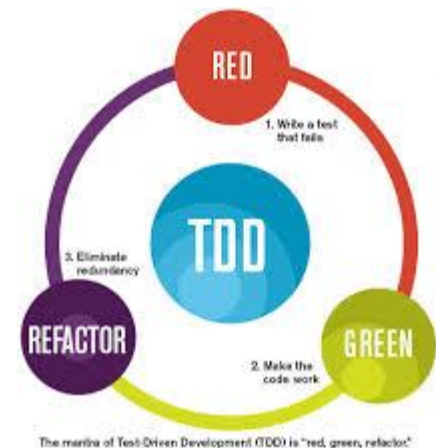 RED
1. Write a test
that fails
TDD
3. Eliminate
redundancy
REFACTOR
GREEN
2. Make the
code work
The mantra of Test-Driven Development (TDD) is "red, green, refactor."